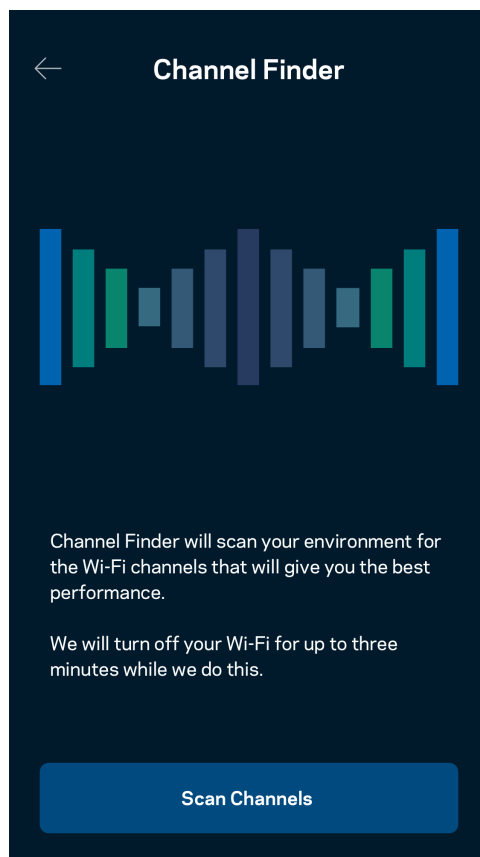 Channel Finder
Channel Finder will scan your environment for
the Wi-Fi channels that will give you the best
performance.
We will turn off your Wi-Fi for up to three
minutes while we do this.
Scan Channels